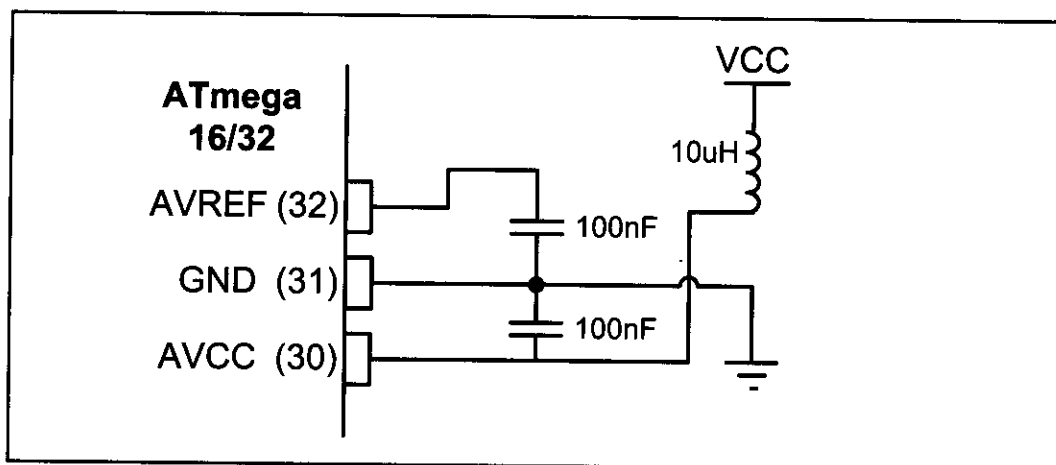 VCC
ATmega
16/32
10uH
AVREF (32)
100nF
GND (31)
100nF
AVCC (30)